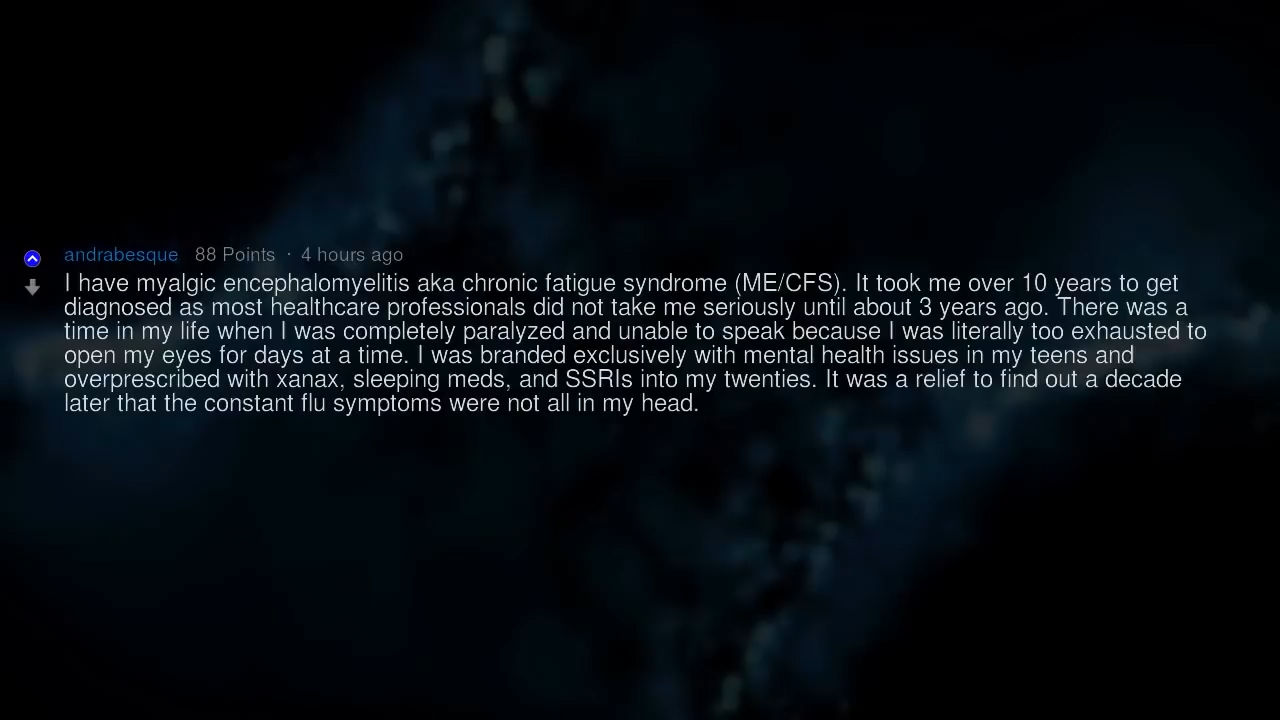 andrabesque 88 Points · 4 hours ago
I have myalgic encephalomyelitis aka chronic fatigue syndrome (ME/CFS). It took me over 10 years to get
diagnosed as most healthcare professionals did not take me seriously until about 3 years ago. There was a
time in my life when I was completely paralyzed and unable to speak because I was literally too exhausted to
open my eyes for days at a time. I was branded exclusively with mental health issues in my teens and
overprescribed with xanax, sleeping meds, and SSRIs into my twenties. It was a relief to find out a decade
later that the constant flu symptoms were not all in my head.